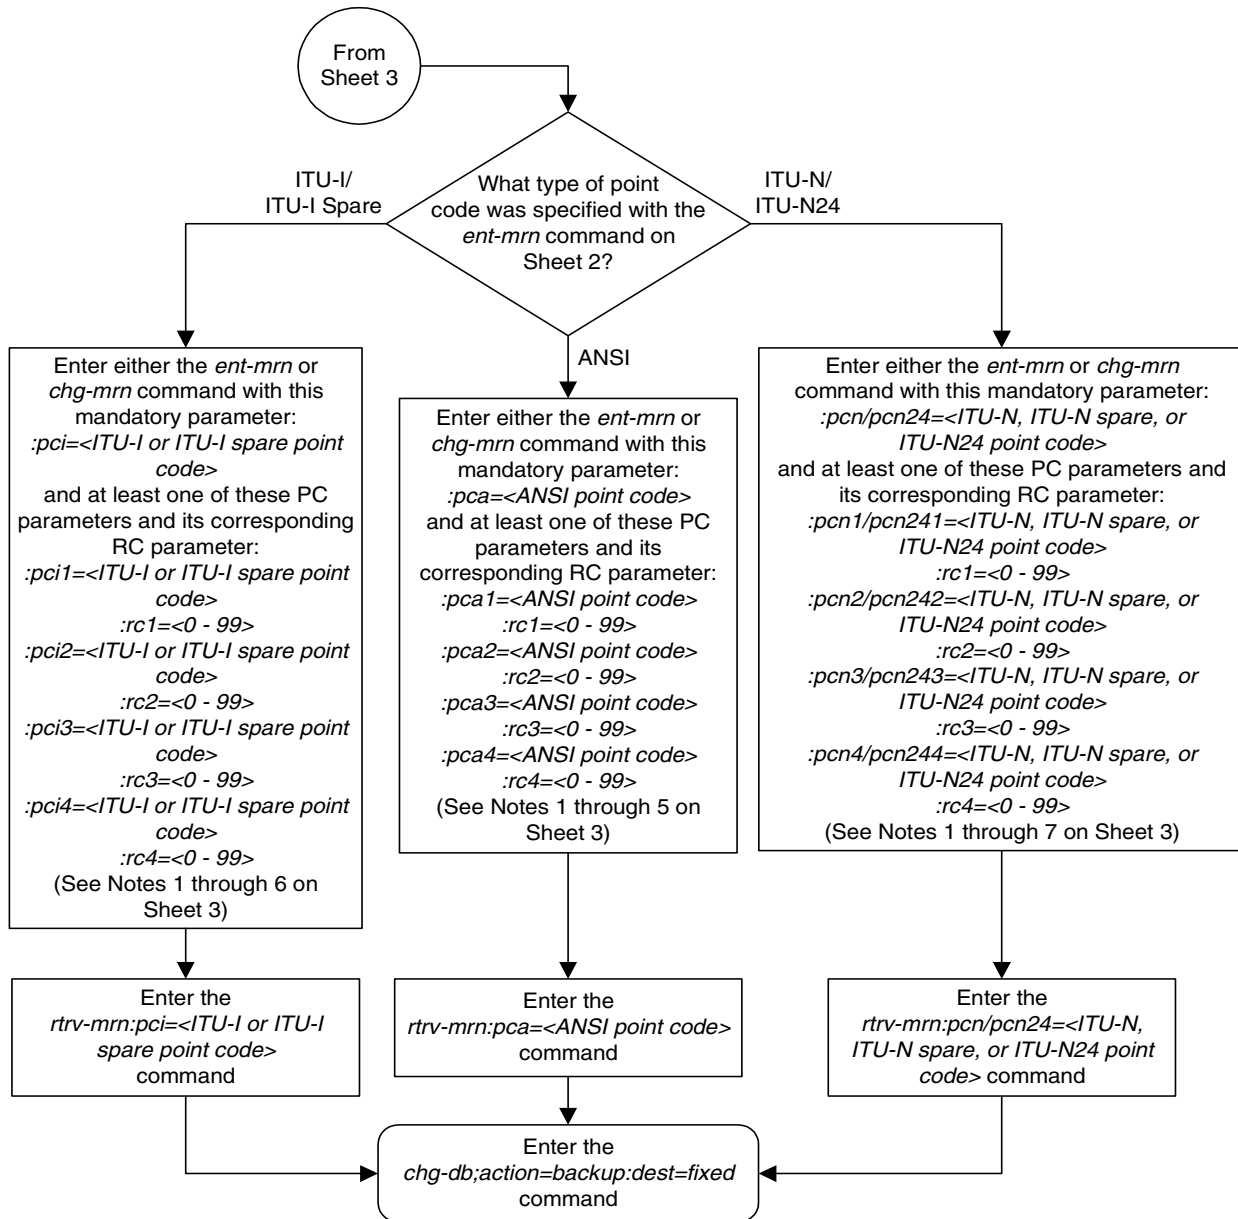 From
Sheet 3
What type of point
code was specified with the
ent-mrn command on
Sheet 2?
ITU-I/
ITU-I Spare
ITU-N/
ITU-N24
ANSI
Enter either the ent-mrn or
chg-mrn command with this
mandatory parameter:
:pci=<ITU-I or ITU-I spare point
code>
and at least one of these PC
parameters and its corresponding
RC parameter:
:pci1=<ITU-I or ITU-I spare point
code>
:rc1=<0 - 99>
:pci2=<ITU-I or ITU-I spare point
code>
:rc2=<0 - 99>
:pci3=<ITU-I or ITU-I spare point
code>
:rc3=<0 - 99>
:pci4=<ITU-I or ITU-I spare point
code>
:rc4=<0 - 99>
(See Notes 1 through 6 on
Sheet 3)
Enter either the ent-mrn or
chg-mrn command with this
mandatory parameter:
:pca=<ANSI point code>
and at least one of these PC
parameters and its
corresponding RC parameter:
:pca1=<ANSI point code>
:rc1=<0 - 99>
:pca2=<ANSI point code>
:rc2=<0 - 99>
:pca3=<ANSI point code>
:rc3=<0 - 99>
:pca4=<ANSI point code>
:rc4=<0 - 99>
(See Notes 1 through 5 on
Sheet 3)
Enter either the ent-mrn or chg-mrn
command with this mandatory parameter:
:pcn/pcn24=<ITU-N, ITU-N spare, or
ITU-N24 point code>
and at least one of these PC parameters and
its corresponding RC parameter:
:pcn1/pcn241=<ITU-N, ITU-N spare, or
ITU-N24 point code>
:rc1=<0 - 99>
:pcn2/pcn242=<ITU-N, ITU-N spare, or
ITU-N24 point code>
:rc2=<0 - 99>
:pcn3/pcn243=<ITU-N, ITU-N spare, or
ITU-N24 point code>
:rc3=<0 - 99>
:pcn4/pcn244=<ITU-N, ITU-N spare, or
ITU-N24 point code>
:rc4=<0 - 99>
(See Notes 1 through 7 on Sheet 3)
Enter the
rtrv-mrn:pci=<ITU-I or ITU-I
spare point code>
command
Enter the
rtrv-mrn:pca=<ANSI point code>
command
Enter the
rtrv-mrn:pcn/pcn24=<ITU-N,
ITU-N spare, or ITU-N24 point
code> command
Enter the
chg-db;action=backup:dest=fixed
command